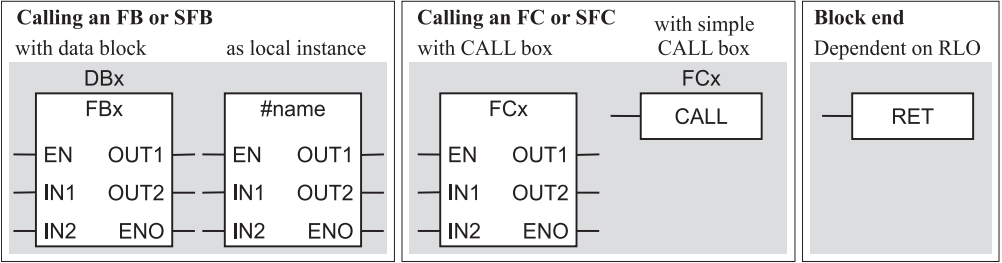 Calling an FB or SFB
with data block as local instance
DBx
FBx #name
EN OUT1 EN OUT1
IN1 OUT2 IN1 OUT2
IN2 ENO IN2 ENO
Calling an FC or SFC
with CALL box
with simple
CALL box
FCx
FCx
CALL
EN OUT1
IN1 OUT2
IN2 ENO
Block end
Dependent on RLO
RET